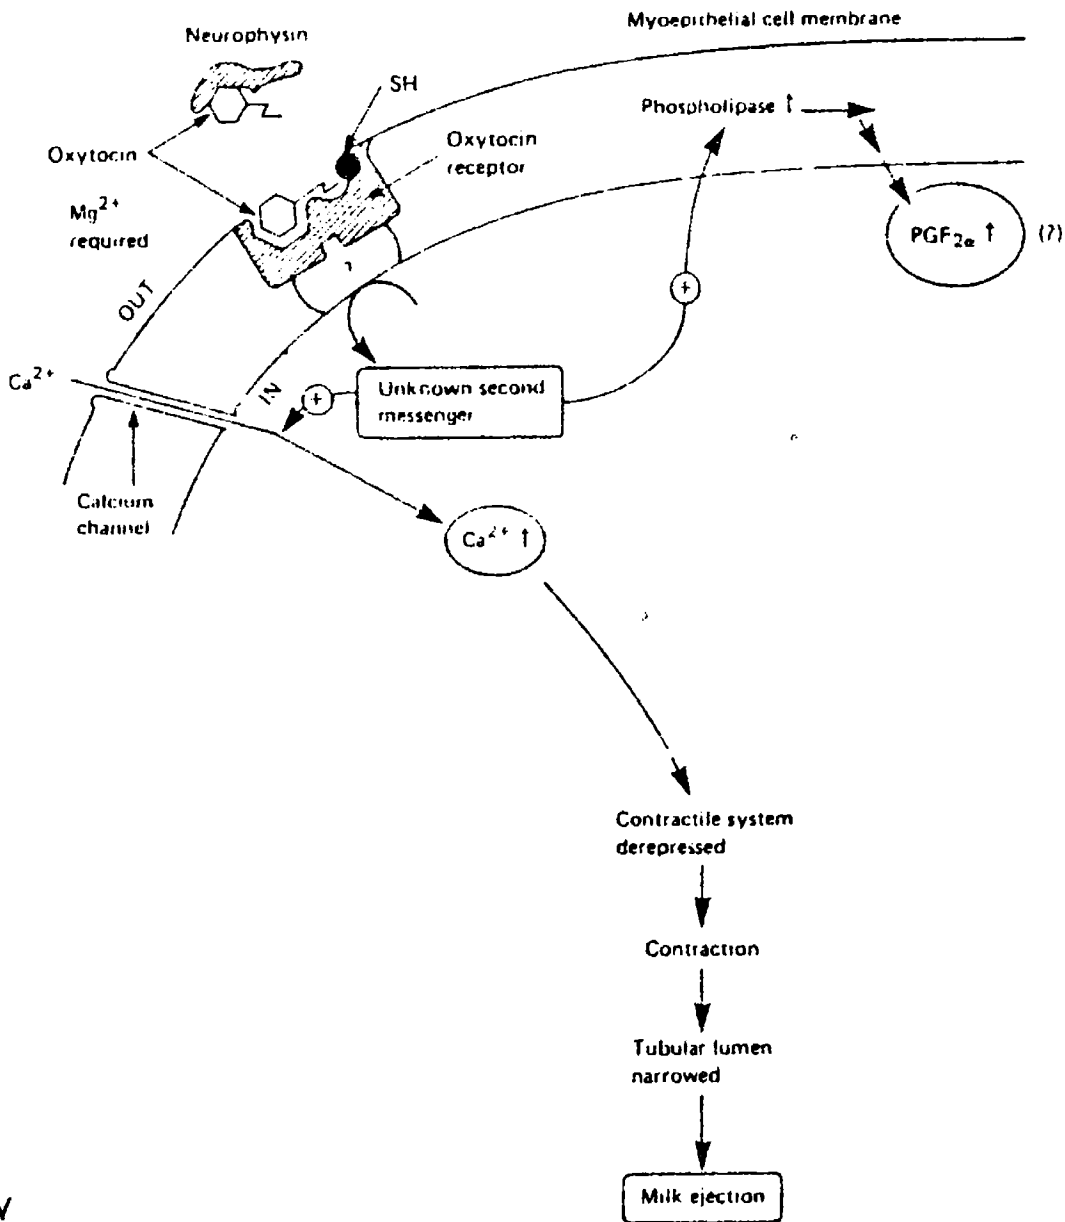 Myoepithelial cell membrane
Neurophysin
SH
Phospholipase ↑
Oxytocin
receptor
Oxytocin
Mg²⁺
required
PGF₂α ↑ (?)
?
OUT
+
Ca²⁺
IN
+
Unknown second
messenger
Calcium
channel
Ca²⁺ ↑
Contractile system
derepressed
Contraction
Tubular lumen
narrowed
Milk ejection